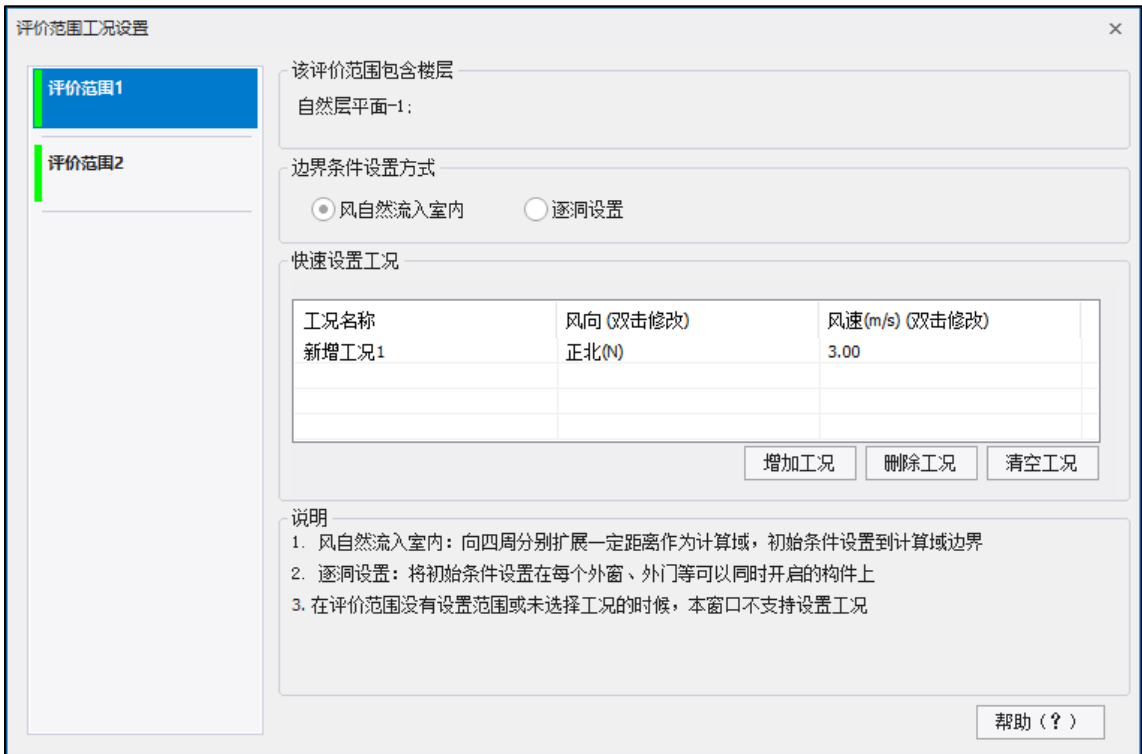 评价范围工况设置
评价范围1
评价范围2
该评价范围包含楼层
自然层平面-1;
边界条件设置方式
风自然流入室内 逐洞设置
快速设置工况
工况名称 风向(双击修改) 风速(m/s) (双击修改)
新增工况1 正北(N) 3.00
增加工况 删除工况 清空工况
说明
1. 风自然流入室内: 向四周分别扩展一定距离作为计算域，初始条件设置到计算域边界
2. 逐洞设置: 将初始条件设置在每个外窗、外门等可以同时开启的构件上
3. 在评价范围没有设置范围或未选择工况的时候，本窗口不支持设置工况
帮助（?）